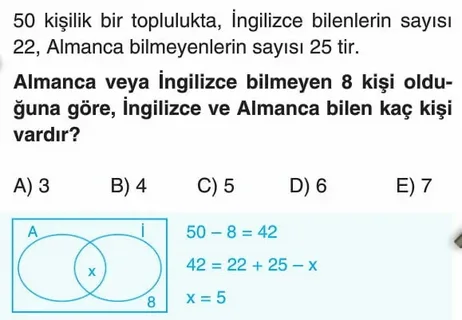 50 kişilik bir toplulukta, İngilizce bilenlerin sayısı
22, Almanca bilmeyenlerin sayısı 25 tir.
Almanca veya İngilizce bilmeyen 8 kişi oldu-
ğuna göre, İngilizce ve Almanca bilen kaç kişi
vardır?
A) 3 B) 4 C) 5 D) 6 E) 7
A İ 50 – 8 = 42
x 42 = 22 + 25 – x
8 x = 5